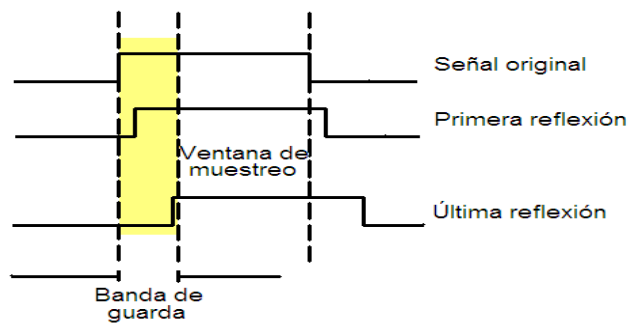 Señal original
Primera reflexión
Ventana de
muestreo
Última reflexión
Banda de
guarda